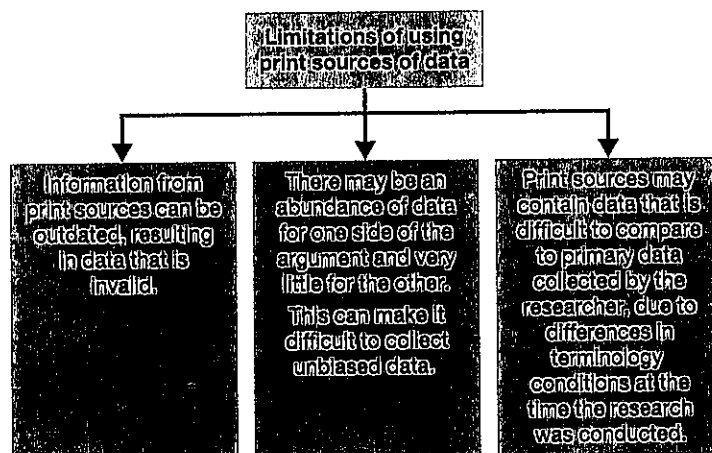 Limitations of using
print sources of data
Information from
print sources can be
outdated, resulting
in data that is
invalid.
There may be an
abundance of data
for one side of the
argument and very
little for the other.
This can make it
difficult to collect
unbiased data.
Print sources may
contain data that is
difficult to compare
to primary data
collected by the
researcher, due to
differences in
terminology
conditions at the
time the research
was conducted.